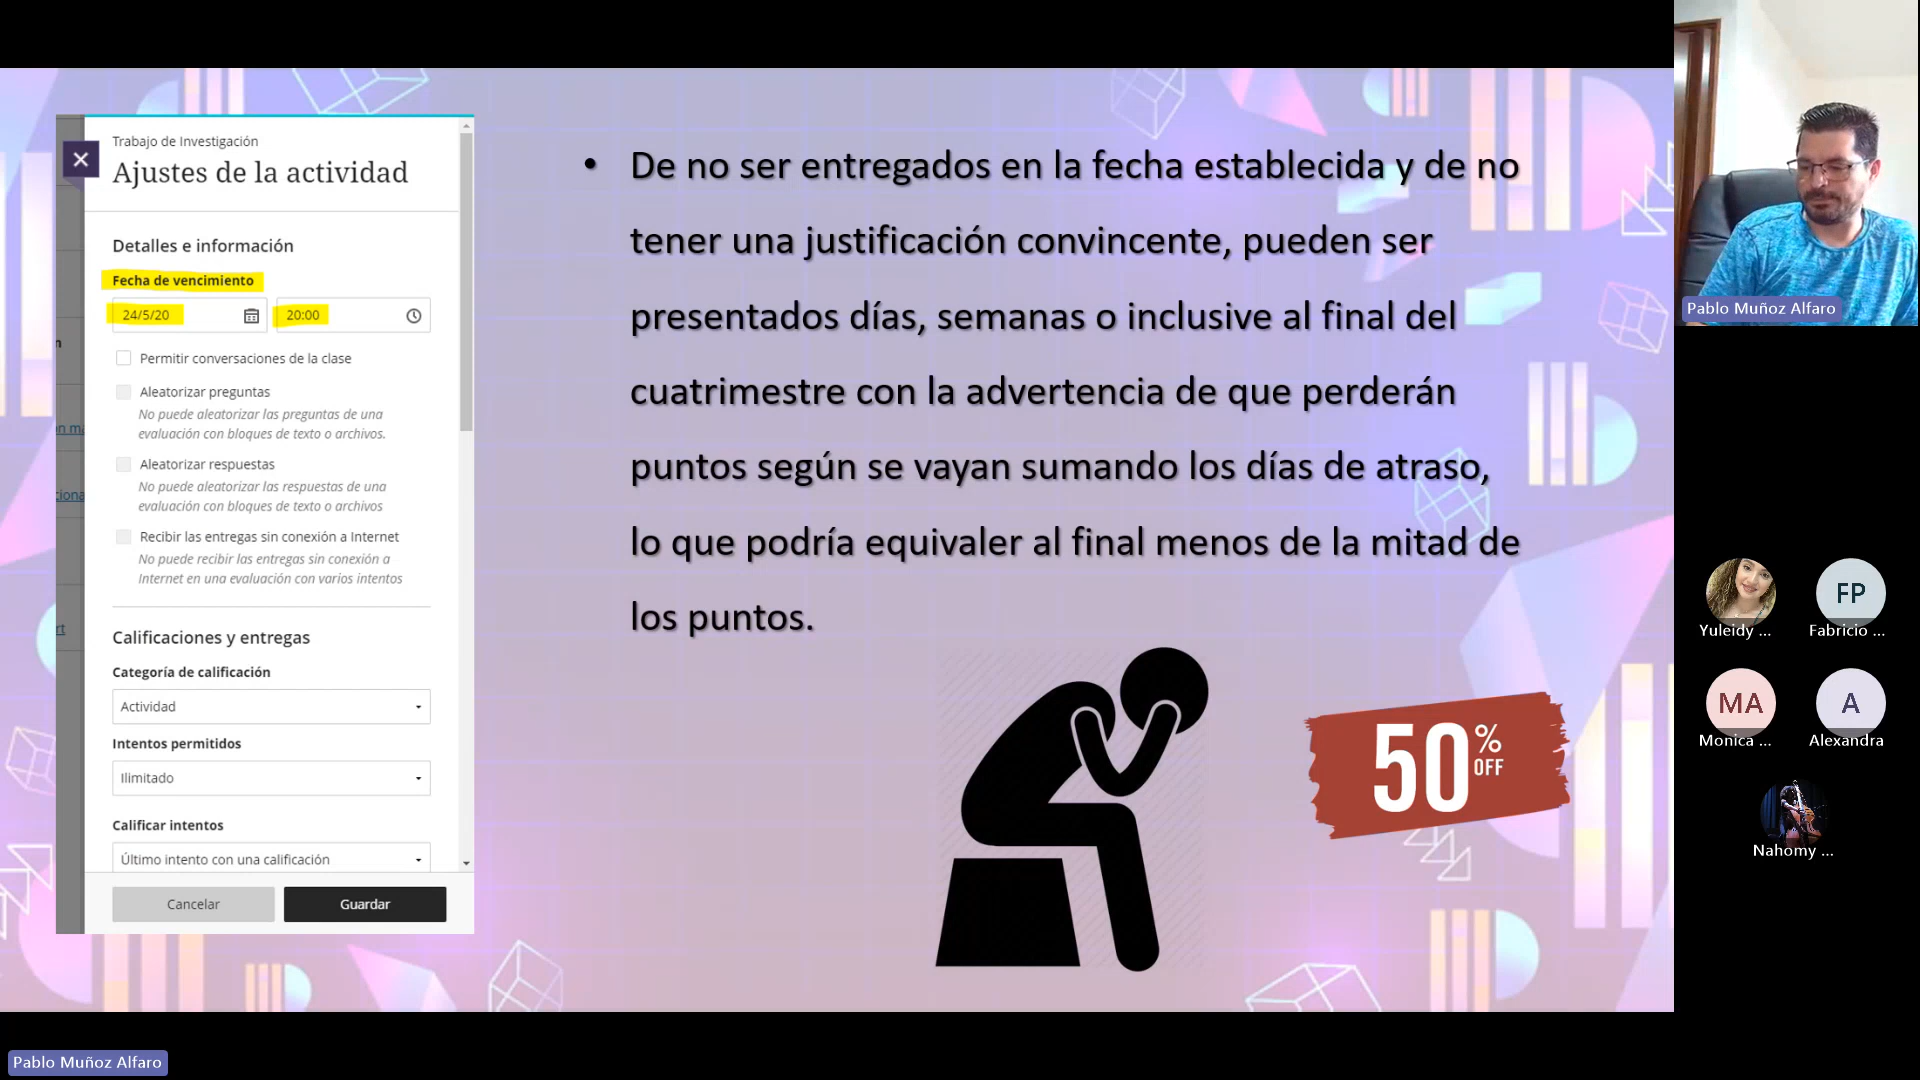 Trabajo de Investigación
Ajustes de la actividad
Detalles e información
Fecha de vencimiento
24/5/20
20:00
Permitir conversaciones de la clase
Aleatorizar preguntas
No puede aleatorizar las preguntas de una
evaluación con bloques de texto o archivos.
Aleatorizar respuestas
No puede aleatorizar las respuestas de una
evaluación con bloques de texto o archivos
Recibir las entregas sin conexión a Internet
No puede recibir las entregas sin conexión a
Internet en una evaluación con varios intentos
Calificaciones y entregas
Categoría de calificación
Actividad
Intentos permitidos
Ilimitado
Calificar intentos
Último intento con una calificación
Cancelar
Guardar
• De no ser entregados en la fecha establecida y de no
tener una justificación convincente, pueden ser
presentados días, semanas o inclusive al final del
cuatrimestre con la advertencia de que perderán
puntos según se vayan sumando los días de atraso,
lo que podría equivaler al final menos de la mitad de
los puntos.
50% OFF
Pablo Muñoz Alfaro
Yuleidy ...
FP
Fabricio ...
MA
Monica ...
A
Alexandra
Nahomy ...
Pablo Muñoz Alfaro